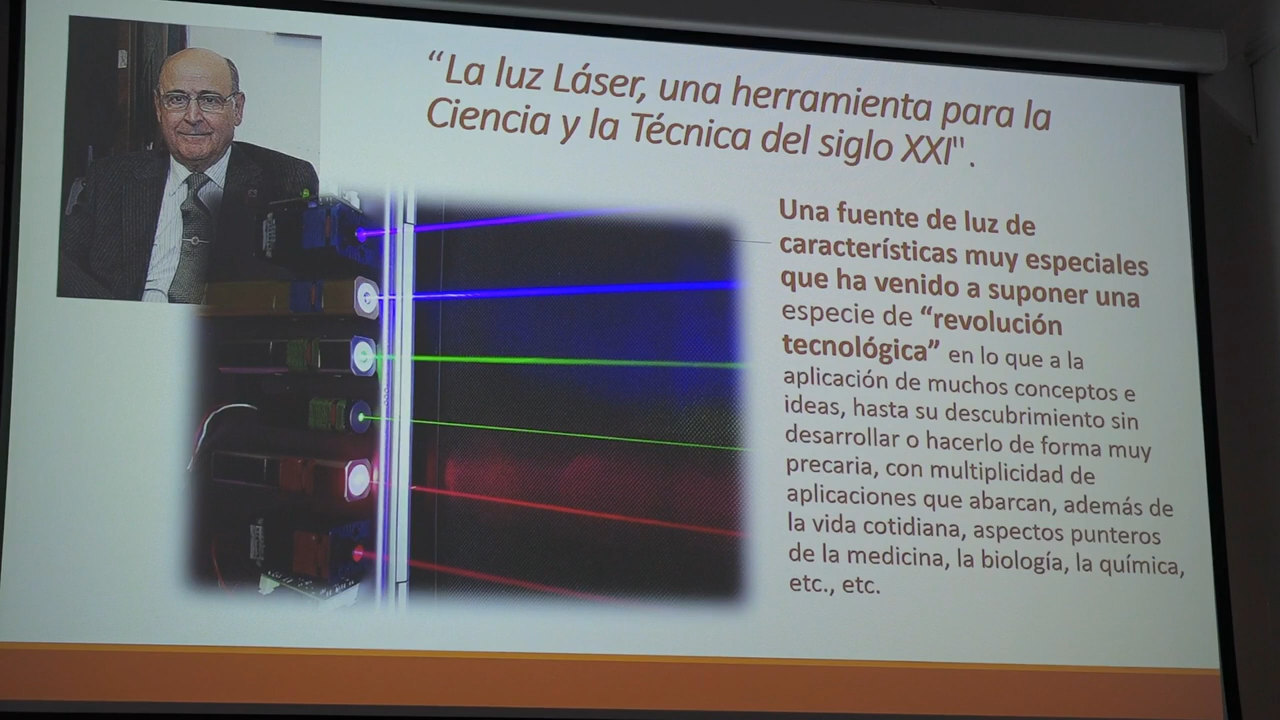 “La luz Láser, una herramienta para la
Ciencia y la Técnica del siglo XXI".
Una fuente de luz de
características muy especiales
que ha venido a suponer una
especie de “revolución
tecnológica” en lo que a la
aplicación de muchos conceptos e
ideas, hasta su descubrimiento sin
desarrollar o hacerlo de forma muy
precaria, con multiplicidad de
aplicaciones que abarcan, además de
la vida cotidiana, aspectos punteros
de la medicina, la biología, la química,
etc., etc.